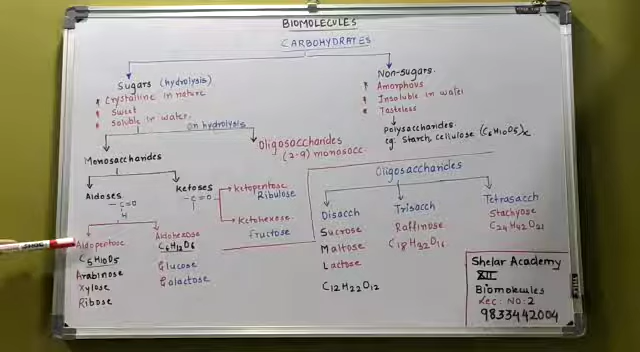 BIOMOLECULES
CARBOHYDRATES
Sugars (hydrolysis)
* Crystalline in nature
* Sweet
* Soluble in water
Non-sugars.
* Amorphous
* Insoluble in water
* Tasteless
Polysaccharides.
eg: Starch, cellulose (C6H10O5)x
on hydrolysis
Monosaccharides
Oligosaccharides
(2-9) monosacc.
Aldoses
-C=O
H
Ketoses
-C=O
ketopentose
Ribulose
ketohexose.
fructose
Aldopentose
C5H10O5
Arabinose
Xylose
Ribose
Aldohexose
C6H12O6
Glucose
Galactose
Oligosaccharides
Disacch
Sucrose
Maltose
Lactose
C12H22O12
Trisacch
Raffinose
C18H32O16
Tetrasacch
Stachyose
C24H42O21
Shelar Academy
XII
Biomolecules
Lec: NO: 2
9833442004